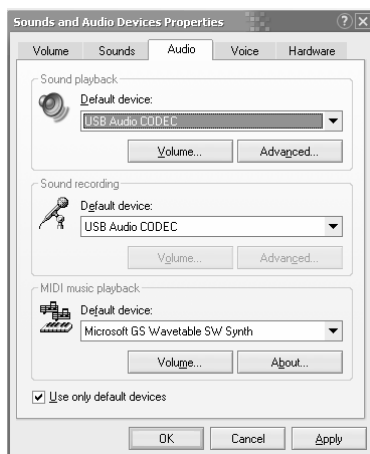 Sounds and Audio Devices Properties
Volume Sounds Audio Voice Hardware
Sound playback
Default device:
USB Audio CODEC
Volume... Advanced...
Sound recording
Default device:
USB Audio CODEC
Volume... Advanced...
MIDI music playback
Default device:
Microsoft GS Wavetable SW Synth
Volume... About...
Use only default devices
OK Cancel Apply